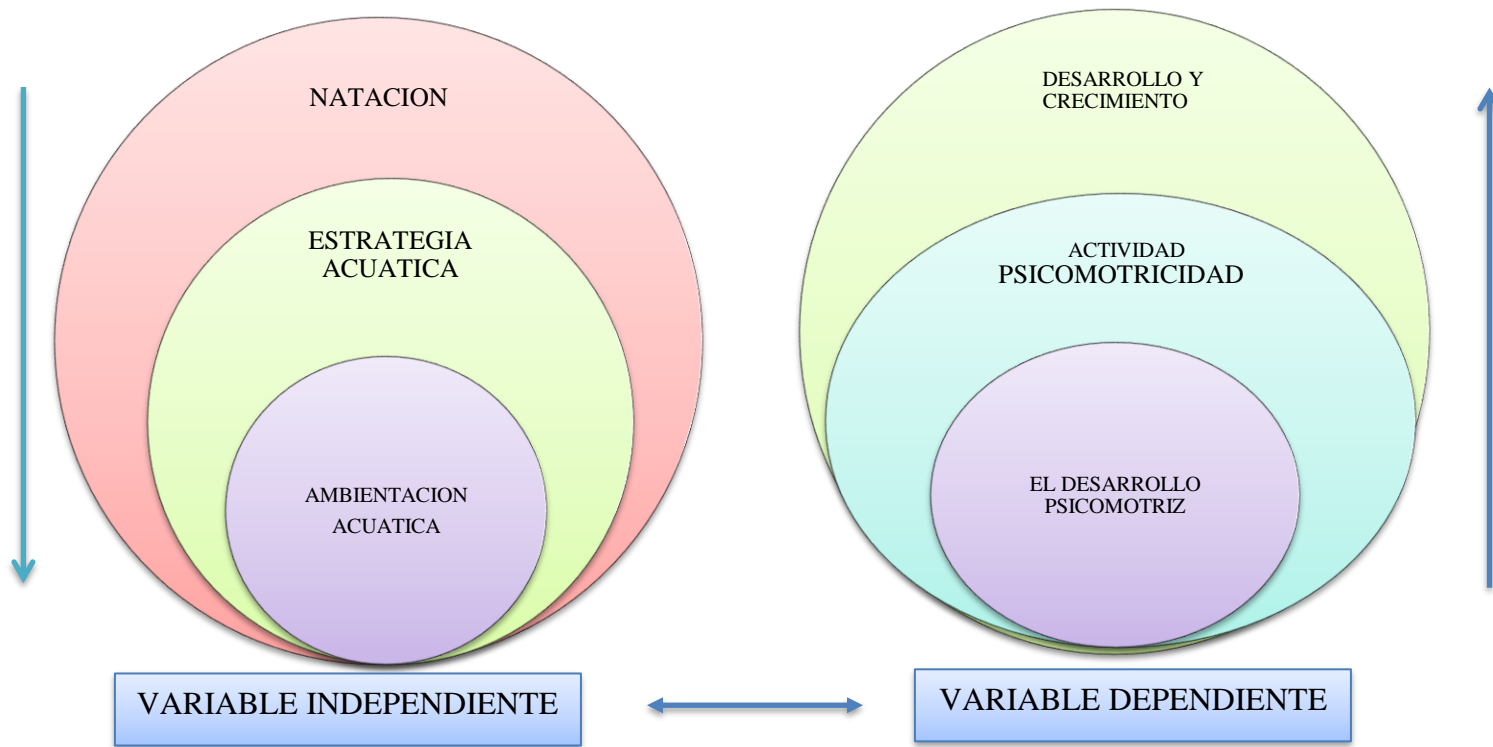 NATACION
ESTRATEGIA
ACUATICA
AMBIENTACION
ACUATICA
VARIABLE INDEPENDIENTE
DESARROLLO Y
CRECIMIENTO
ACTIVIDAD
PSICOMOTRICIDAD
EL DESARROLLO
PSICOMOTRIZ
VARIABLE DEPENDIENTE